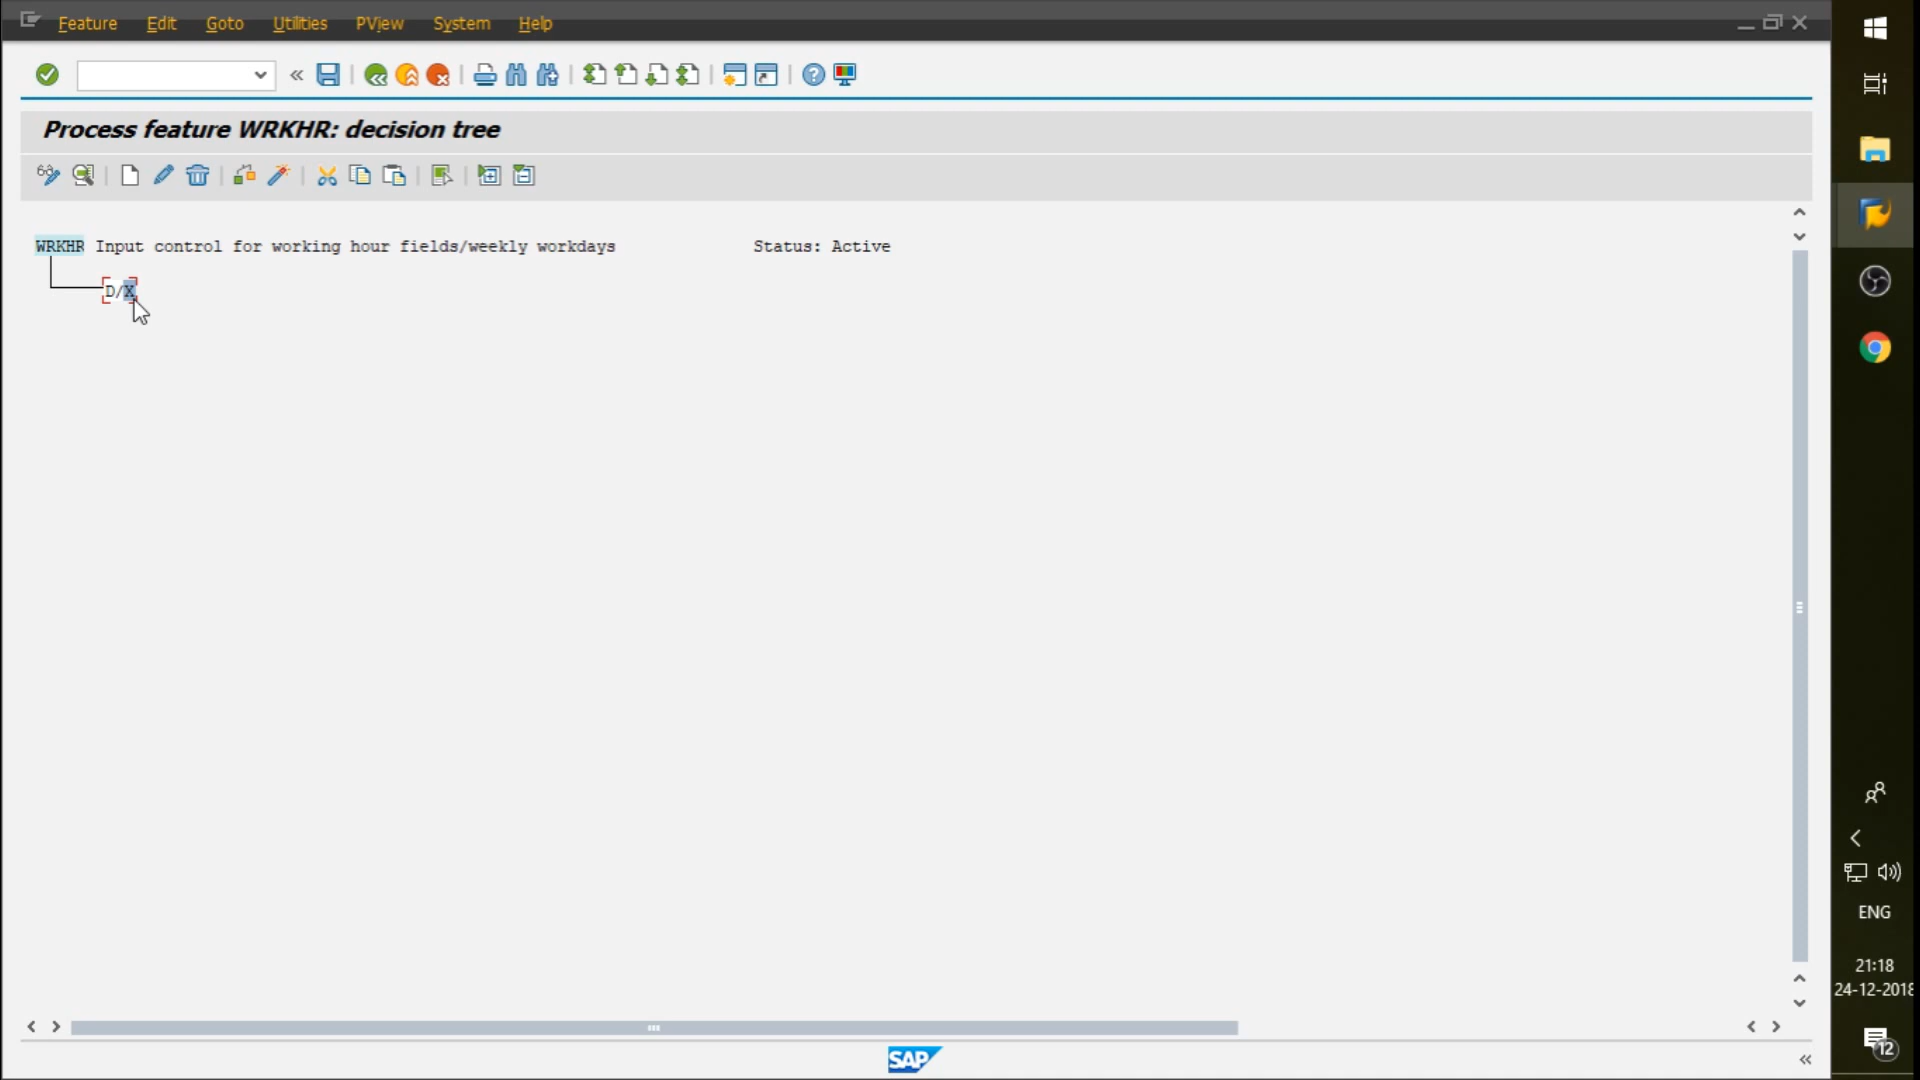 Feature Edit Goto Utilities PView System Help
Process feature WRKHR: decision tree
WRKHR Input control for working hour fields/weekly workdays Status: Active
D/X
ENG
21:18
24-12-2018
12
SAP